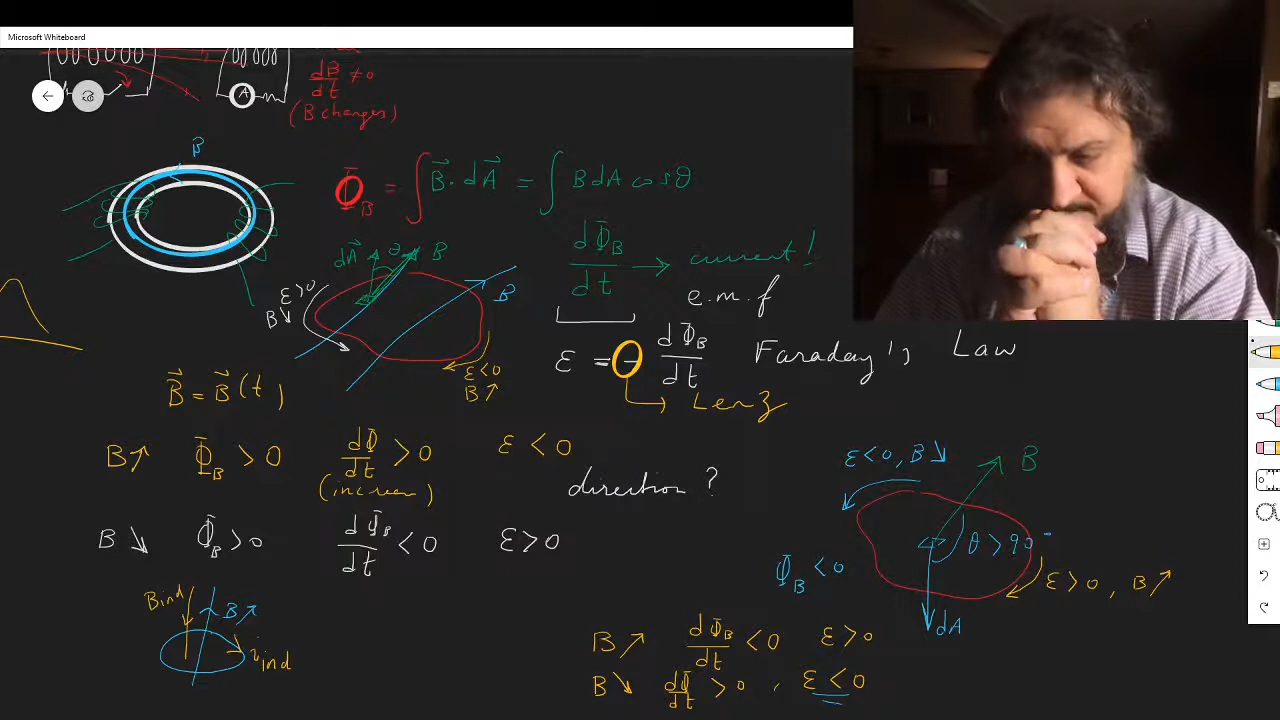 Microsoft Whiteboard
A
dB/dt ≠ 0
(B changes)
B
Φ_B = ∫ B⃗ · dA⃗ = ∫ B dA cos θ
dA⃗ θ B
dΦ_B/dt → current!
e.m.f
ε>0
B↘
B
ε<0
B↗
ε = - dΦ_B/dt Faraday's Law
→ Lenz
B⃗ = B⃗(t)
B↗ Φ_B > 0 dΦ/dt > 0 ε < 0
(increases)
direction ?
B↘ Φ_B > 0 dΦ_B/dt < 0 ε > 0
ε<0, B↘
B
θ > 90°
Φ_B < 0
ε>0, B↗
dA
B_ind B↗
i_ind
B↗ dΦ_B/dt < 0 ε > 0
B↘ dΦ/dt > 0, ε < 0